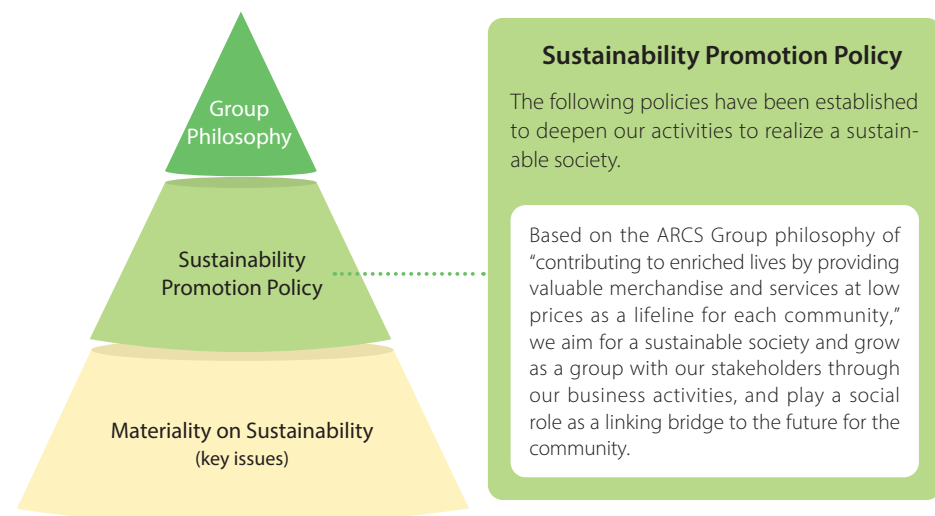 Group
Philosophy
Sustainability
Promotion Policy
Materiality on Sustainability
(key issues)
Sustainability Promotion Policy
The following policies have been established
to deepen our activities to realize a sustain-
able society.
Based on the ARCS Group philosophy of
“contributing to enriched lives by providing
valuable merchandise and services at low
prices as a lifeline for each community,”
we aim for a sustainable society and grow
as a group with our stakeholders through
our business activities, and play a social
role as a linking bridge to the future for the
community.